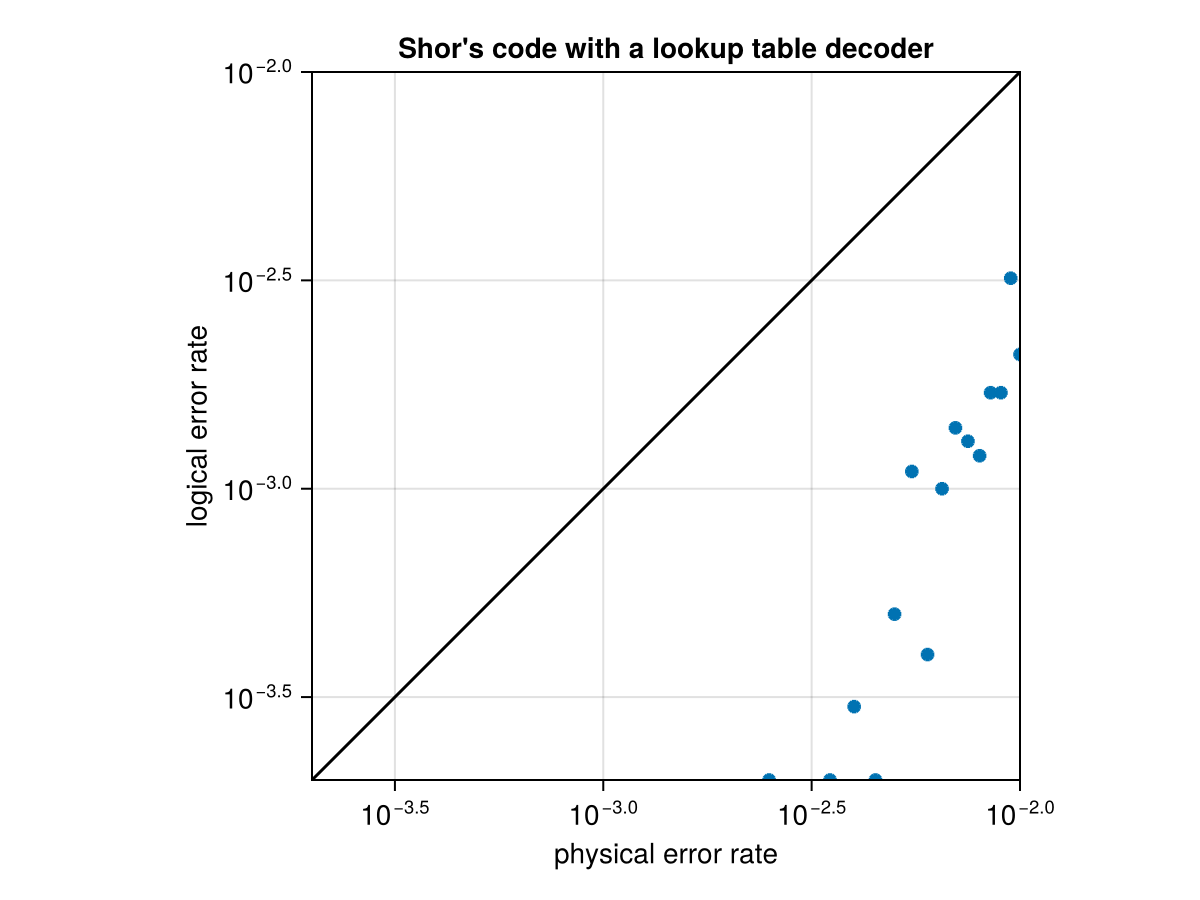 Shor's code with a lookup table decoder
10−2.0
10−2.5
10−3.0
10−3.5
logical error rate
10−3.5 10−3.0 10−2.5 10−2.0
physical error rate